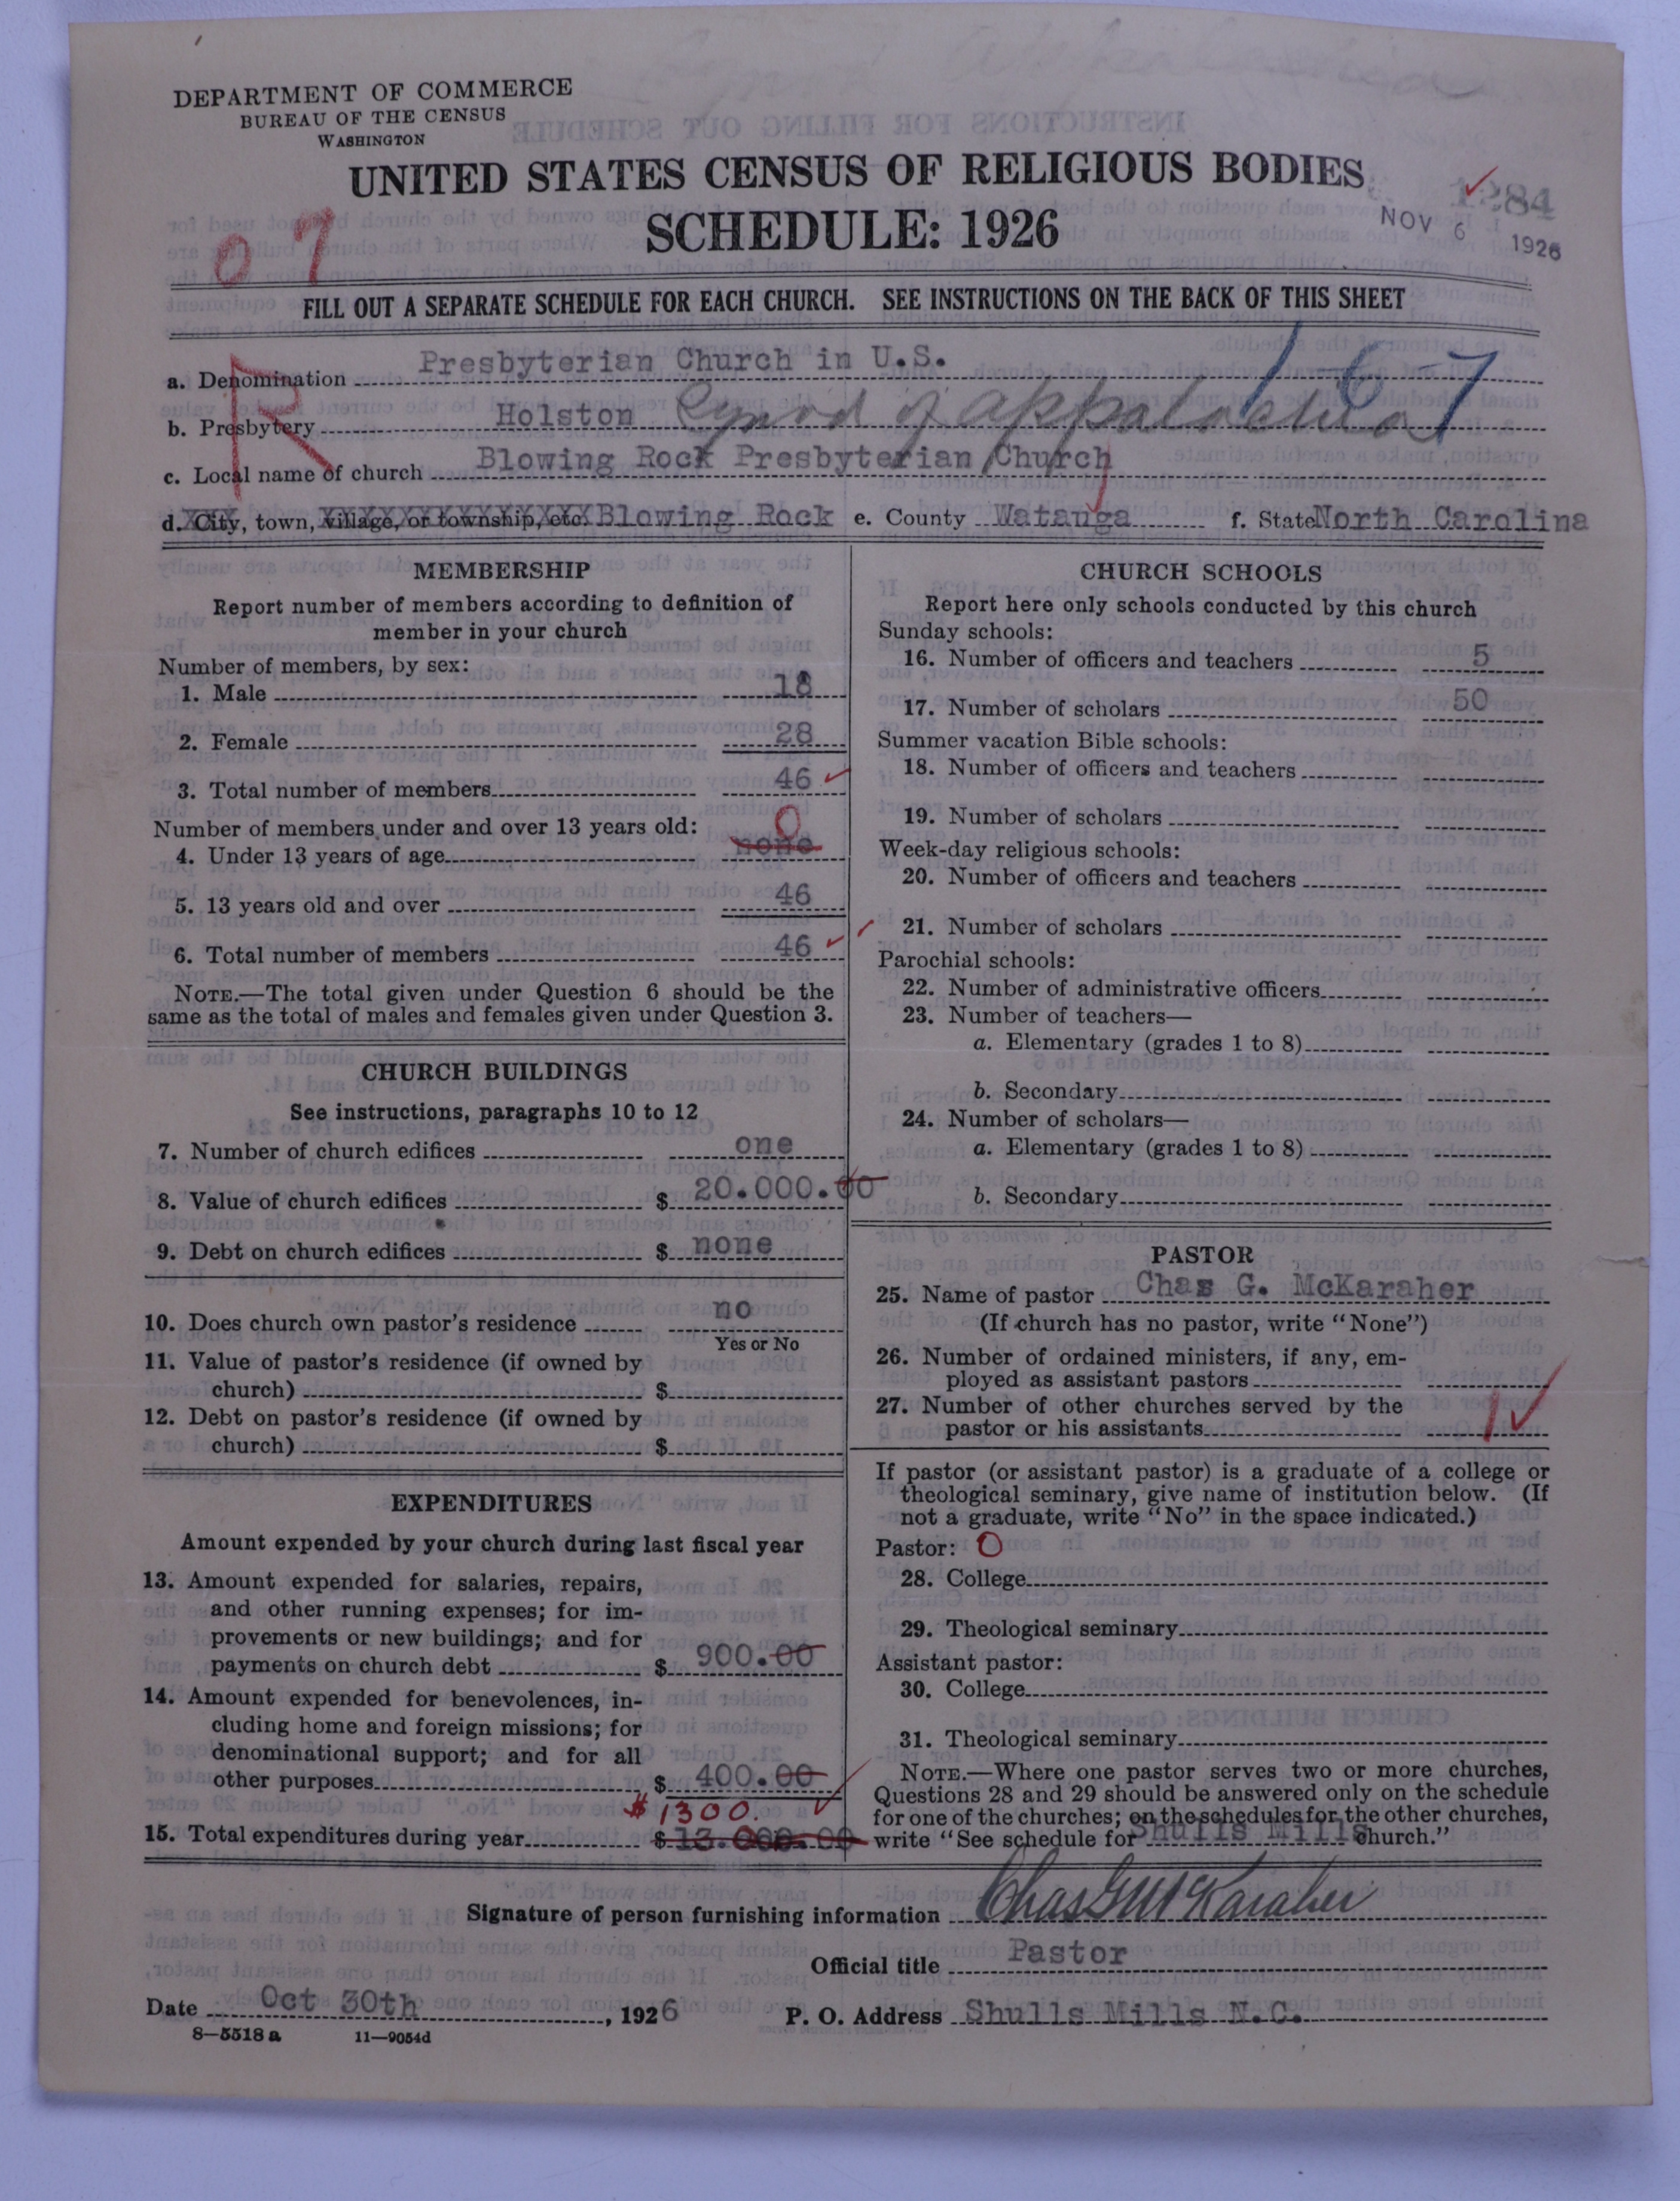 DEPARTMENT OF COMMERCE
BUREAU OF THE CENSUS
WASHINGTON
UNITED STATES CENSUS OF RELIGIOUS BODIES
SCHEDULE: 1926
1284
NOV 6 1926
07
FILL OUT A SEPARATE SCHEDULE FOR EACH CHURCH. SEE INSTRUCTIONS ON THE BACK OF THIS SHEET
R
167
a. Denomination Presbyterian Church in U.S.
b. Presbytery Holston Synod of Appalachia
c. Local name of church Blowing Rock Presbyterian Church
d. City, town, village, or township, etc. Blowing Rock e. County Watauga f. State North Carolina
MEMBERSHIP
Report number of members according to definition of
member in your church
Number of members, by sex:
1. Male 18
2. Female 28
3. Total number of members 46
Number of members under and over 13 years old:
0
4. Under 13 years of age none
5. 13 years old and over 46
6. Total number of members 46
NOTE.—The total given under Question 6 should be the
same as the total of males and females given under Question 3.
CHURCH BUILDINGS
See instructions, paragraphs 10 to 12
7. Number of church edifices one
8. Value of church edifices $ 20.000.00
9. Debt on church edifices $ none
10. Does church own pastor's residence no
Yes or No
11. Value of pastor's residence (if owned by
church) $
12. Debt on pastor's residence (if owned by
church) $
EXPENDITURES
Amount expended by your church during last fiscal year
13. Amount expended for salaries, repairs,
and other running expenses; for im-
provements or new buildings; and for
payments on church debt $ 900.00
14. Amount expended for benevolences, in-
cluding home and foreign missions; for
denominational support; and for all
other purposes $ 400.00
$1300.
15. Total expenditures during year $ 13.000.00
CHURCH SCHOOLS
Report here only schools conducted by this church
Sunday schools:
16. Number of officers and teachers 5
17. Number of scholars 50
Summer vacation Bible schools:
18. Number of officers and teachers
19. Number of scholars
Week-day religious schools:
20. Number of officers and teachers
21. Number of scholars
Parochial schools:
22. Number of administrative officers
23. Number of teachers—
a. Elementary (grades 1 to 8)
b. Secondary
24. Number of scholars—
a. Elementary (grades 1 to 8)
b. Secondary
PASTOR
25. Name of pastor Chas G. McKaraher
(If church has no pastor, write "None")
26. Number of ordained ministers, if any, em-
ployed as assistant pastors
27. Number of other churches served by the
pastor or his assistants 1
If pastor (or assistant pastor) is a graduate of a college or
theological seminary, give name of institution below. (If
not a graduate, write "No" in the space indicated.)
Pastor: 0
28. College
29. Theological seminary
Assistant pastor:
30. College
31. Theological seminary
NOTE.—Where one pastor serves two or more churches,
Questions 28 and 29 should be answered only on the schedule
for one of the churches; on the schedules for the other churches,
write "See schedule for Shulls Mills Church."
Signature of person furnishing information Chas G McKaraher
Official title Pastor
Date Oct 30th, 1926 P. O. Address Shulls Mills N.C.
8—5518 a 11—9054d